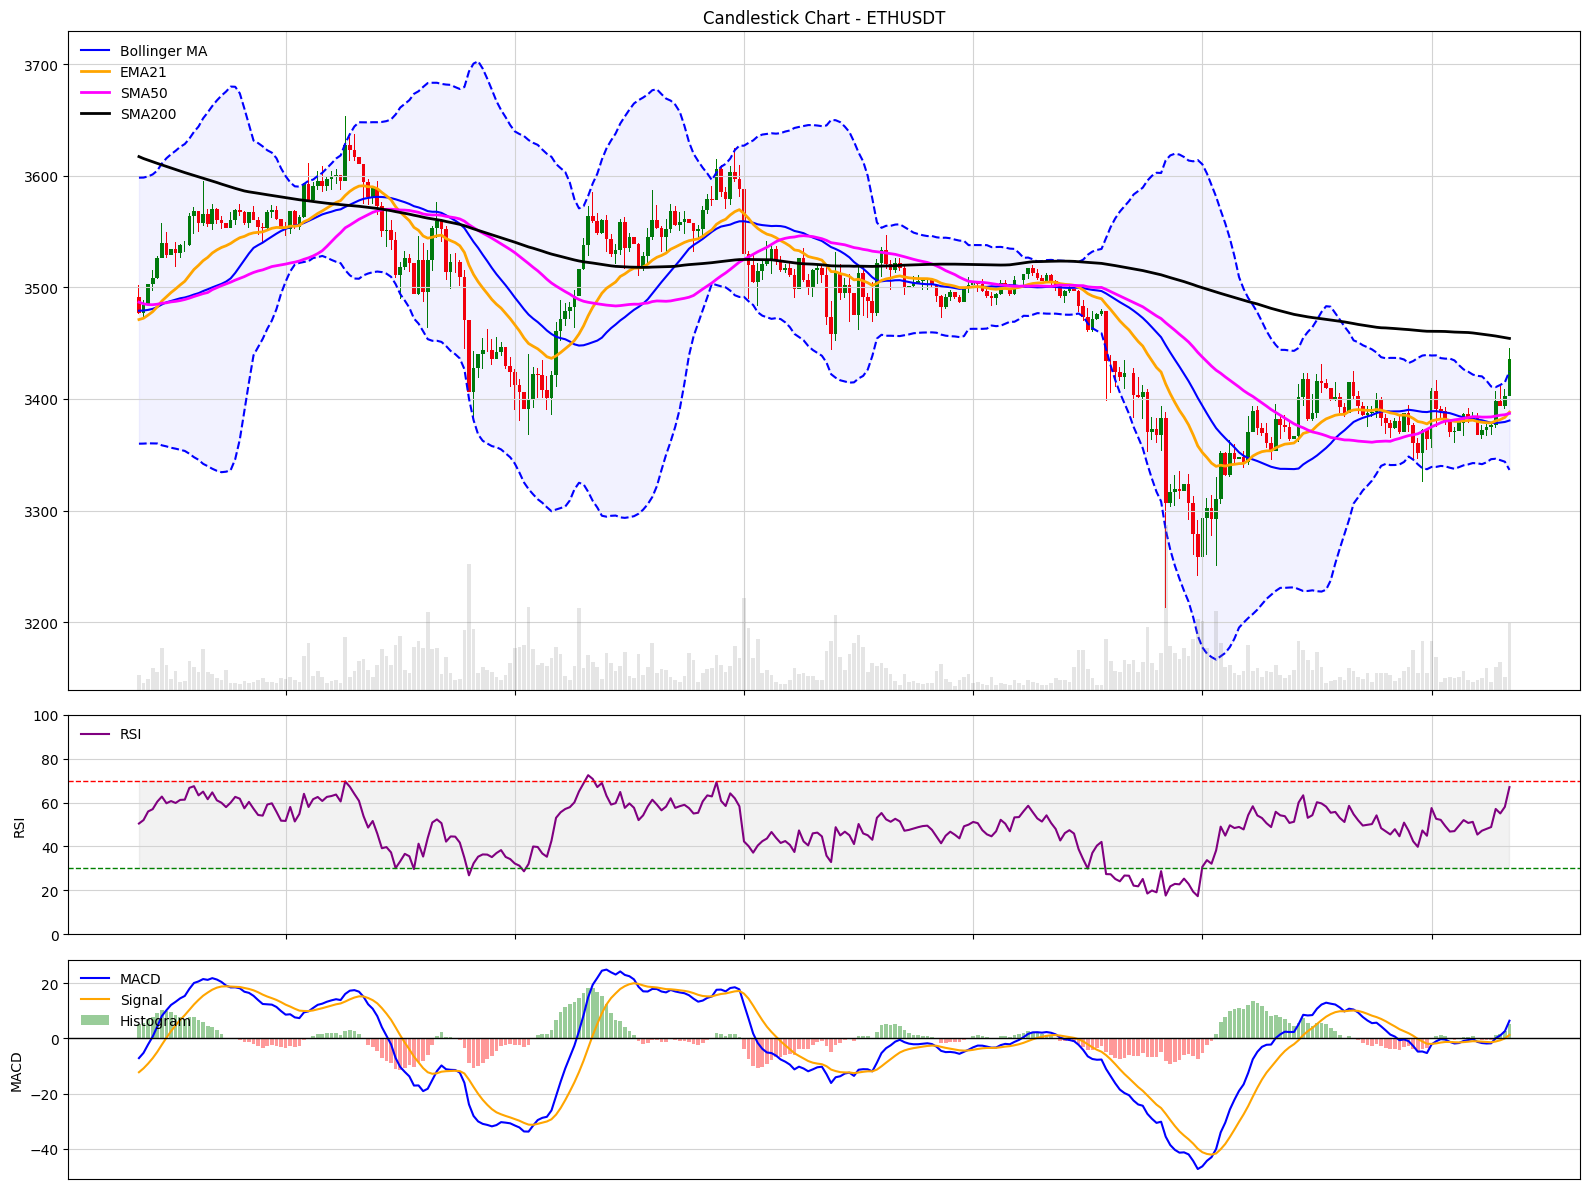 Candlestick Chart - ETHUSDT
Bollinger MA
EMA21
SMA50
SMA200
3700
3600
3500
3400
3300
3200
RSI
100
80
60
40
20
0
RSI
MACD
Signal
Histogram
20
0
−20
−40
MACD